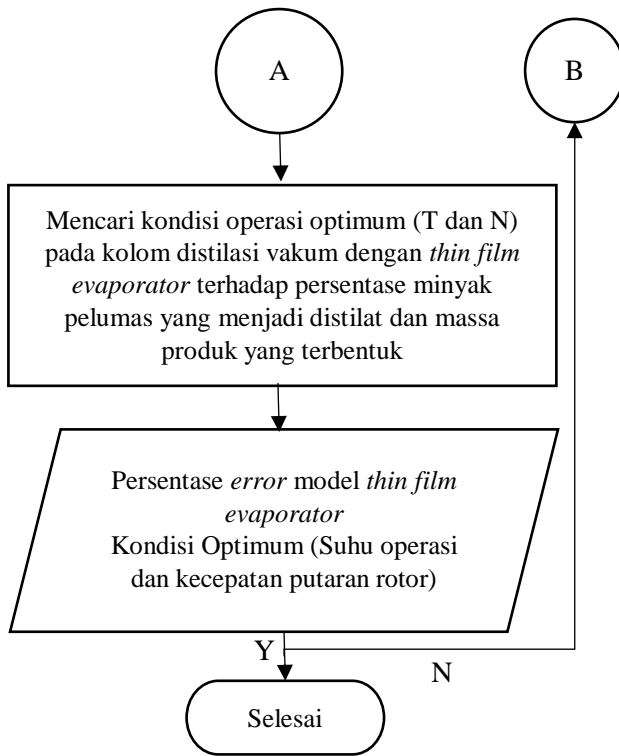 A
B
Mencari kondisi operasi optimum (T dan N)
pada kolom distilasi vakum dengan thin film
evaporator terhadap persentase minyak
pelumas yang menjadi distilat dan massa
produk yang terbentuk
Persentase error model thin film
evaporator
Kondisi Optimum (Suhu operasi
dan kecepatan putaran rotor)
Y
N
Selesai